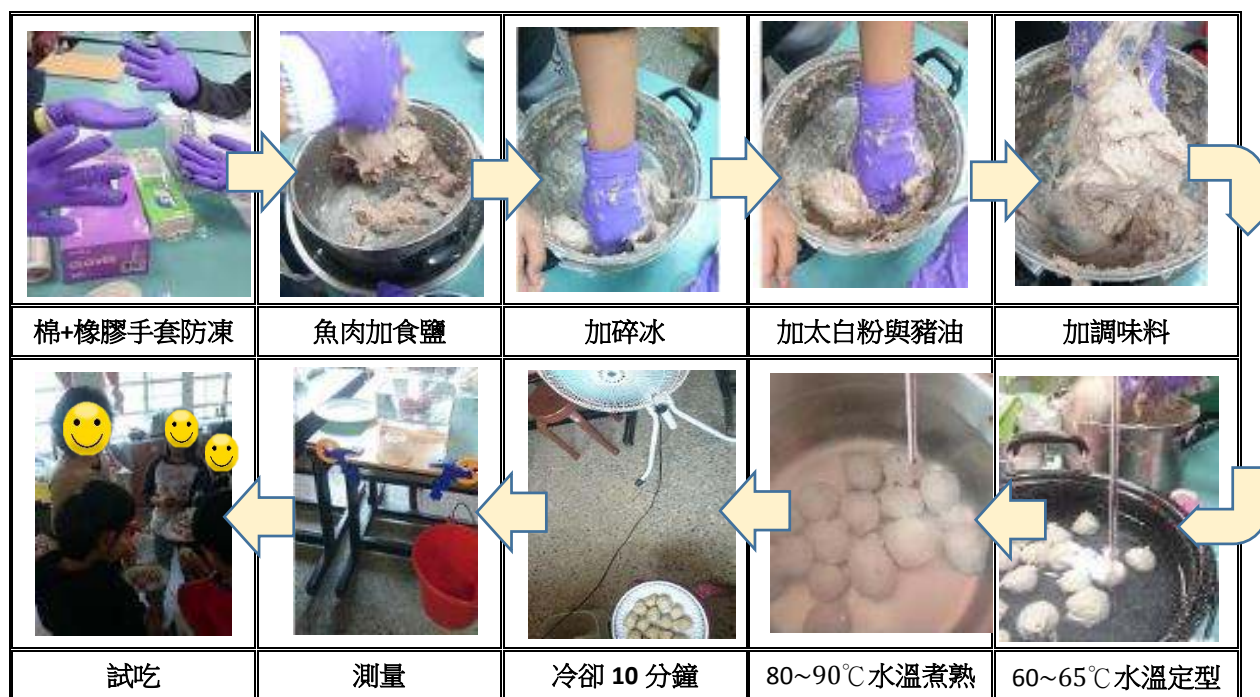 GLOVES
棉+橡膠手套防凍
魚肉加食鹽
加碎冰
加太白粉與豬油
加調味料
試吃
測量
冷卻 10 分鐘
80~90℃水溫煮熟
60~65℃水溫定型